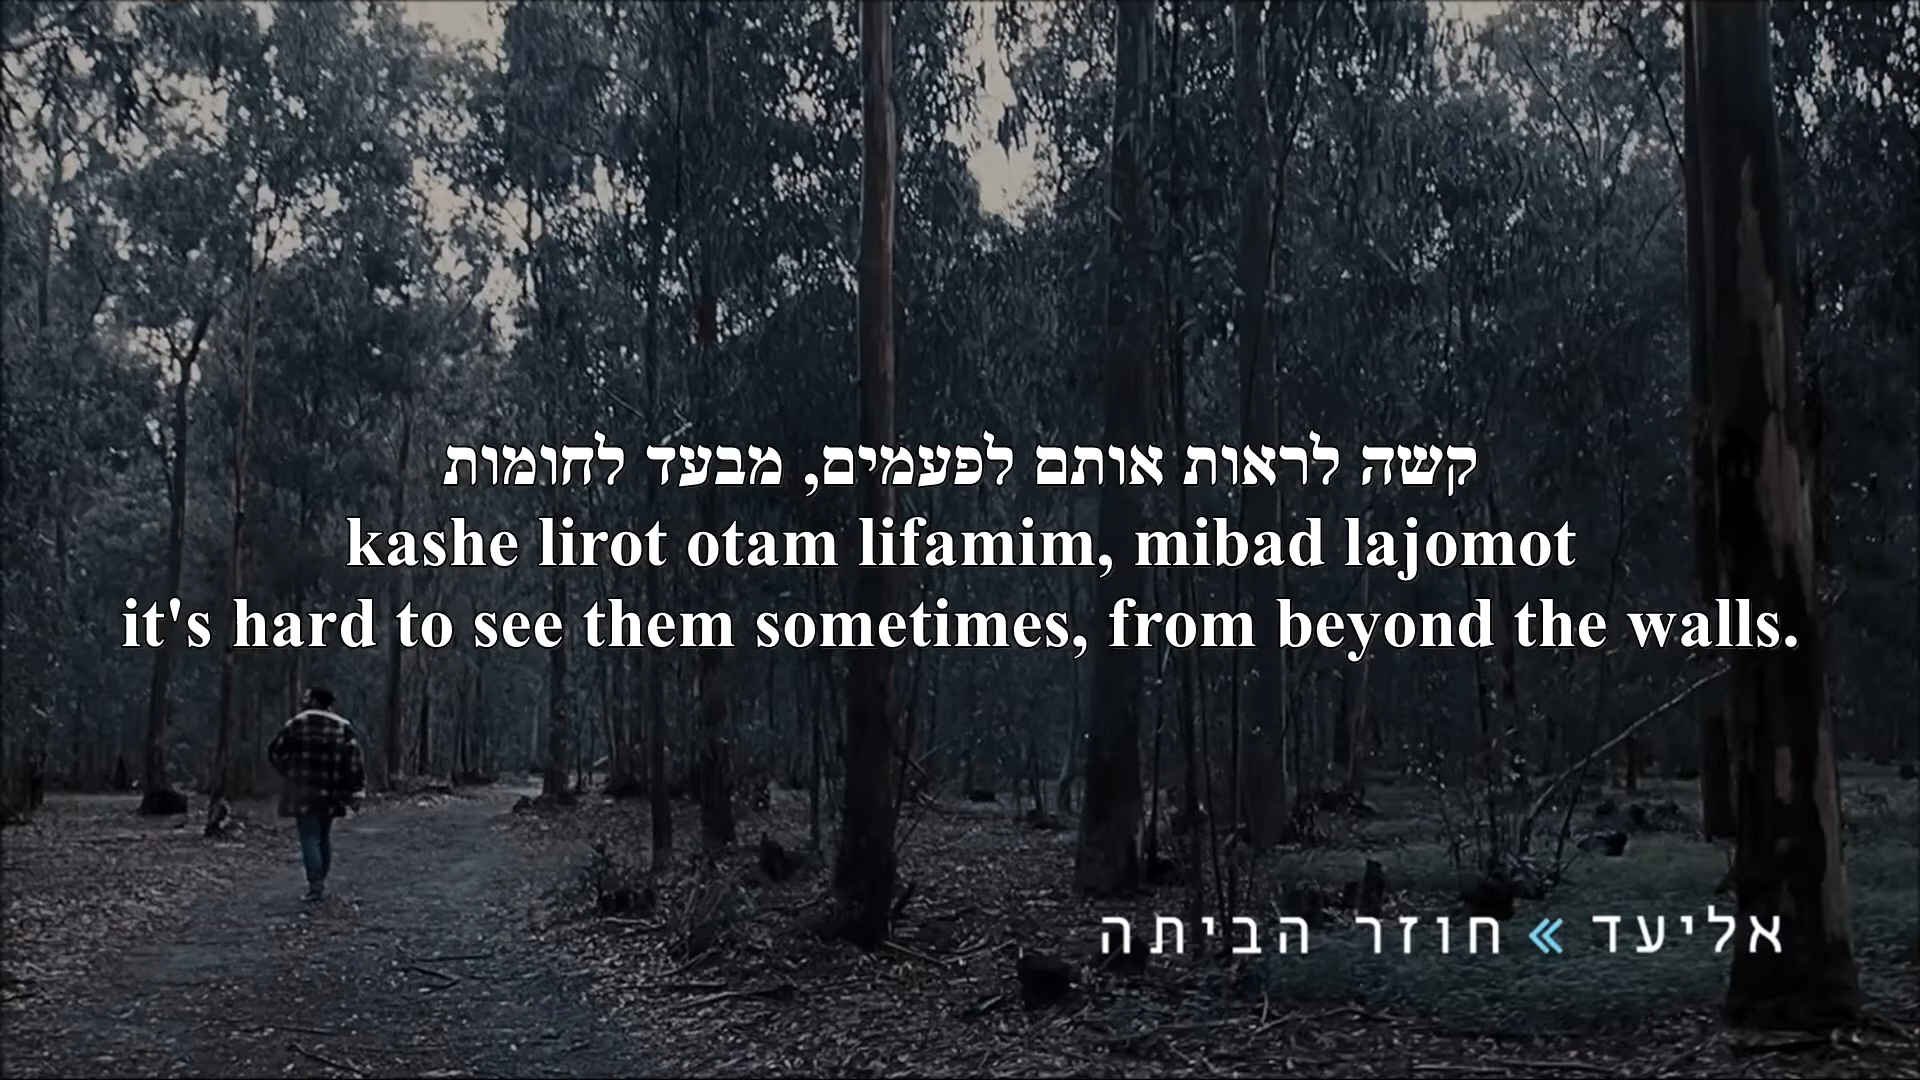 קשה לראות אותם לפעמים, מבעד לחומות
kashe lirot otam lifamim, mibad lajomot
it's hard to see them sometimes, from beyond the walls.
אליעד » חוזר הביתה